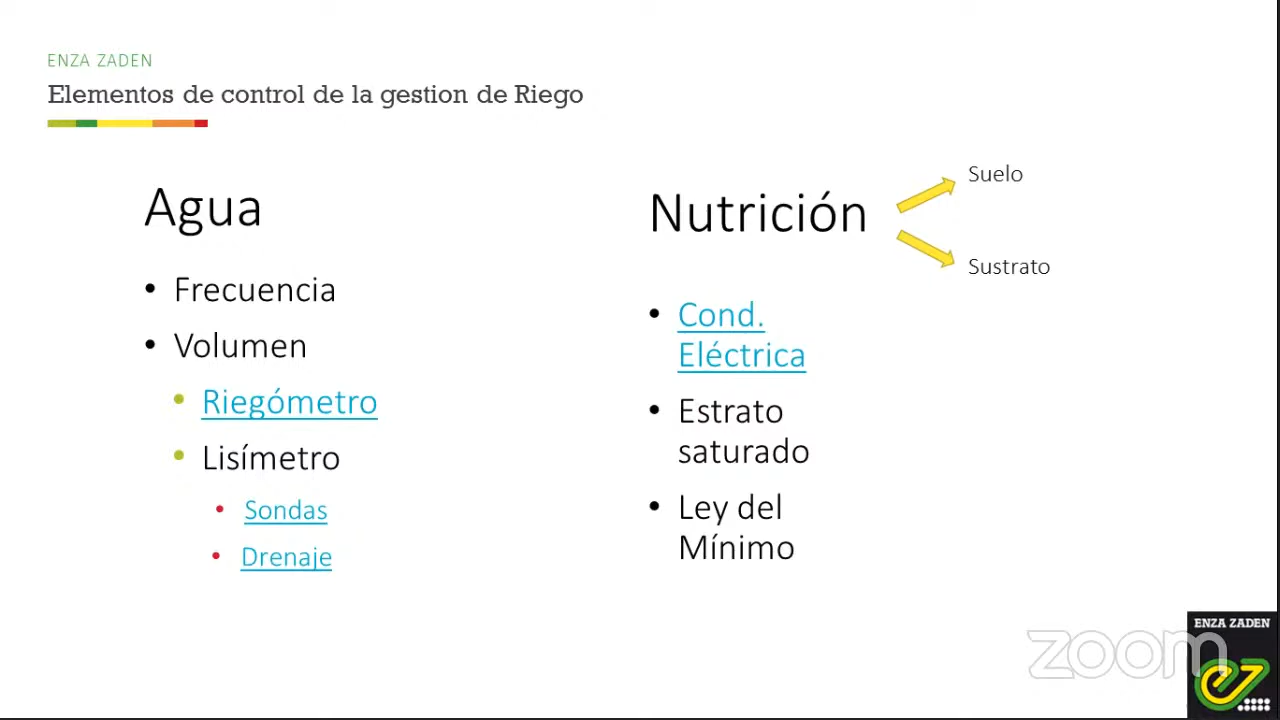 ENZA ZADEN
Elementos de control de la gestion de Riego
Agua
• Frecuencia
• Volumen
• Riegómetro
• Lisímetro
• Sondas
• Drenaje
Nutrición
Suelo
Sustrato
• Cond.
Eléctrica
• Estrato
saturado
• Ley del
Mínimo
ENZA ZADEN
zoom